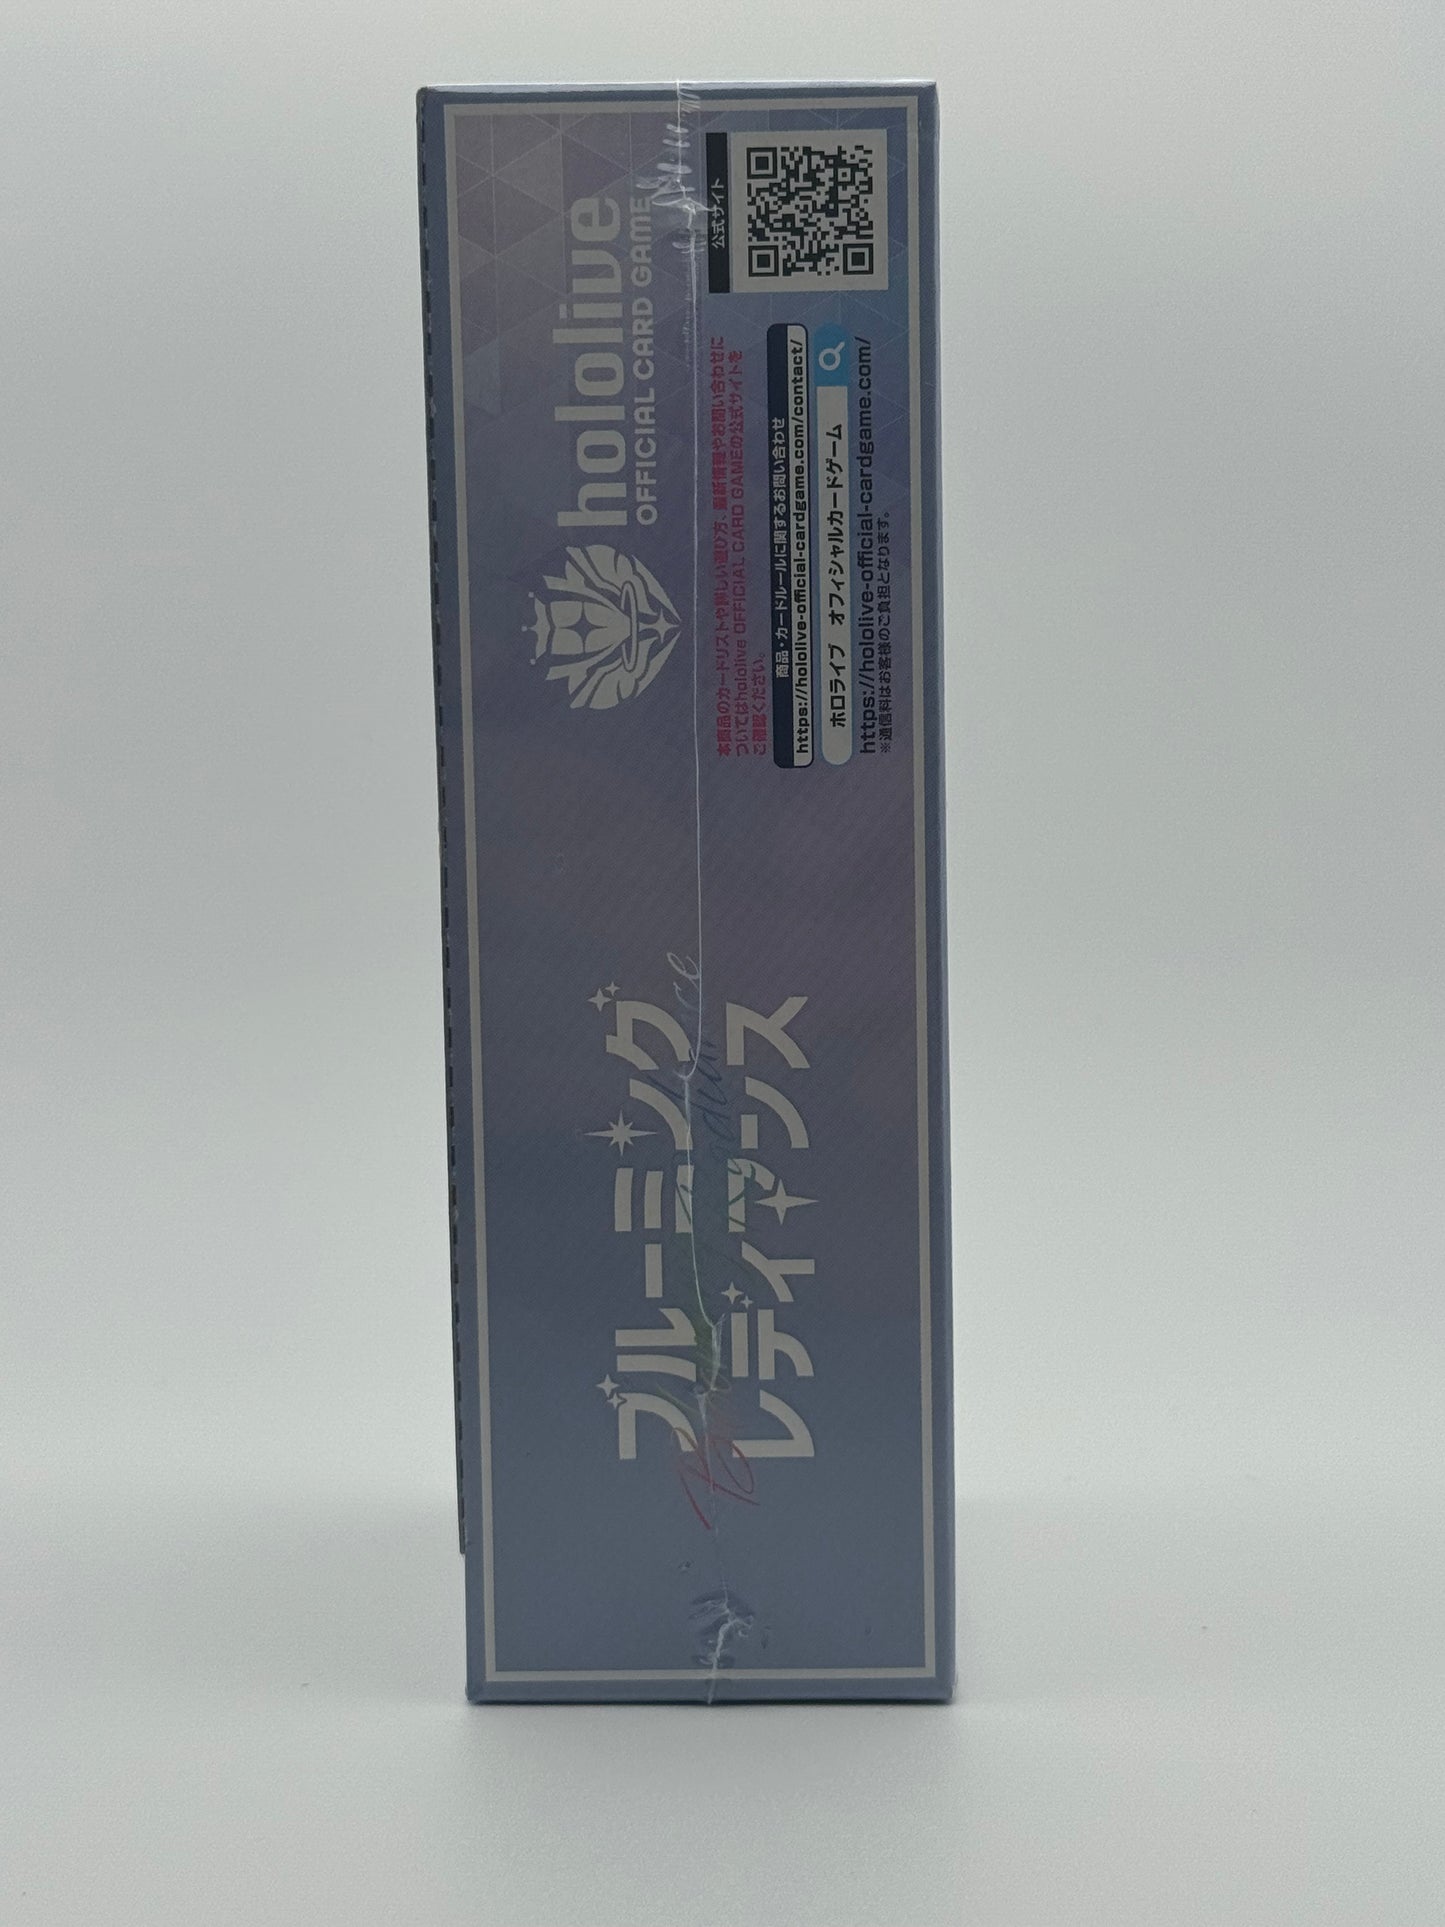 hololive
OFFICIAL CARD GAME
公式サイト
本商品のカードリストや詳しい遊び方、最新情報やお問い合わせに
ついてはhololive OFFICIAL CARD GAMEの公式サイトを
ご確認ください。
商品・カードルールに関するお問い合わせ
https://hololive-official-cardgame.com/contact/
ホロライブ オフィシャルカードゲーム
https://hololive-official-cardgame.com/
※通信料はお客様のご負担となります。
ブルーミング
レディアンス
Blooming Radiance